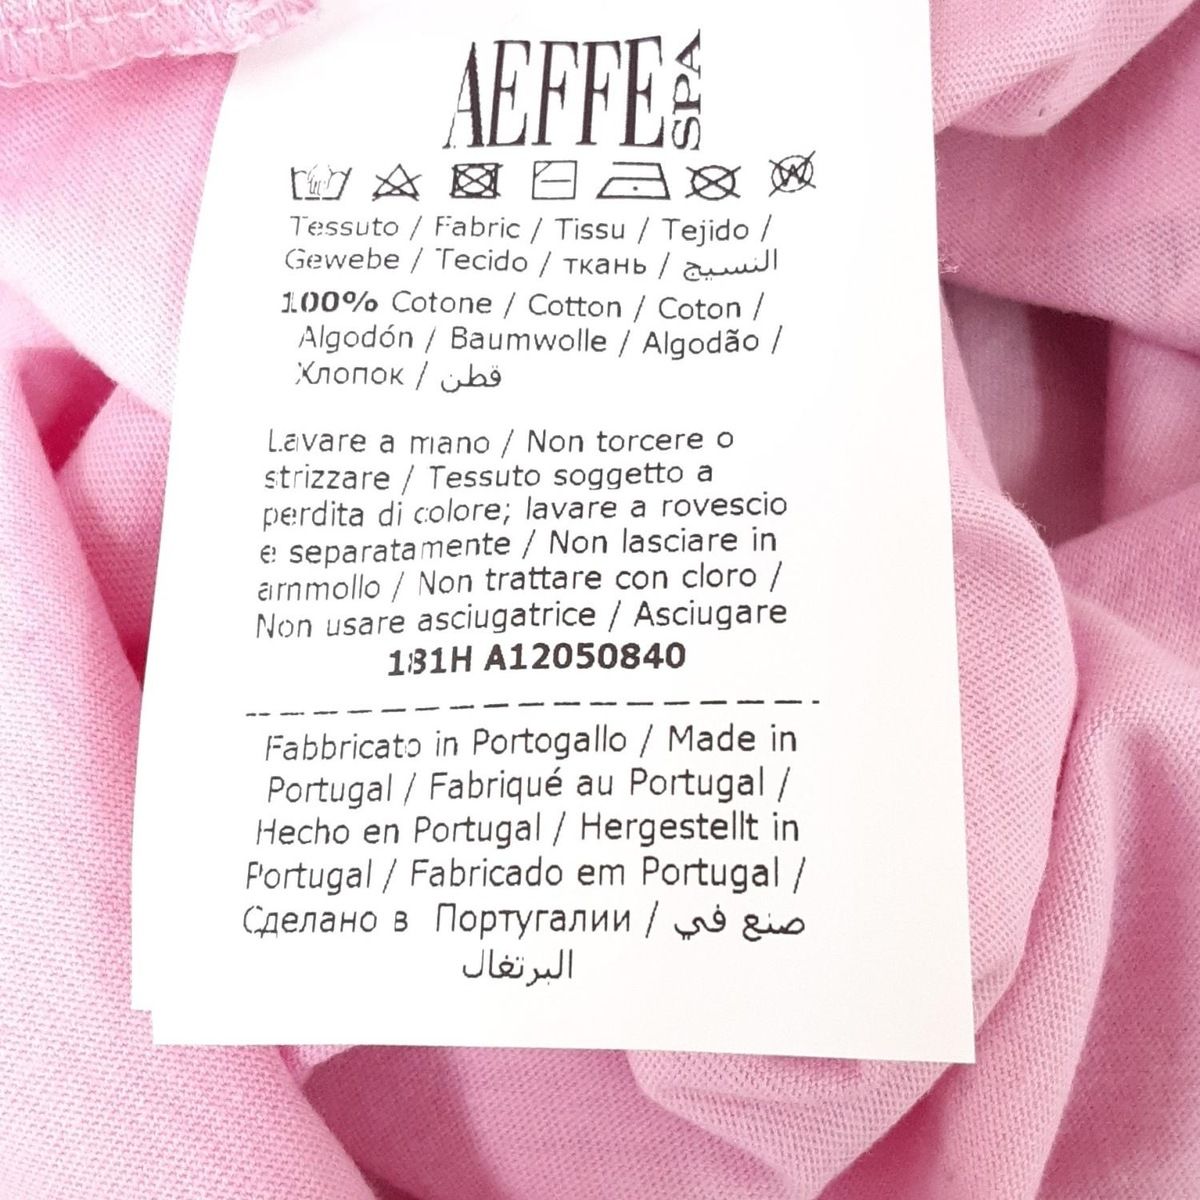 AEFFE SPA
Tessuto / Fabric / Tissu / Tejido /
Gewebe / Tecido / ткань / النسيج
100% Cotone / Cotton / Coton /
Algodón / Baumwolle / Algodão /
Хлопок / قطن
Lavare a mano / Non torcere o
strizzare / Tessuto soggetto a
perdita di colore; lavare a rovescio
e separatamente / Non lasciare in
ammollo / Non trattare con cloro /
Non usare asciugatrice / Asciugare
181H A12050840
Fabbricato in Portogallo / Made in
Portugal / Fabriqué au Portugal /
Hecho en Portugal / Hergestellt in
Portugal / Fabricado em Portugal /
Сделано в Португалии / صنع في
البرتغال